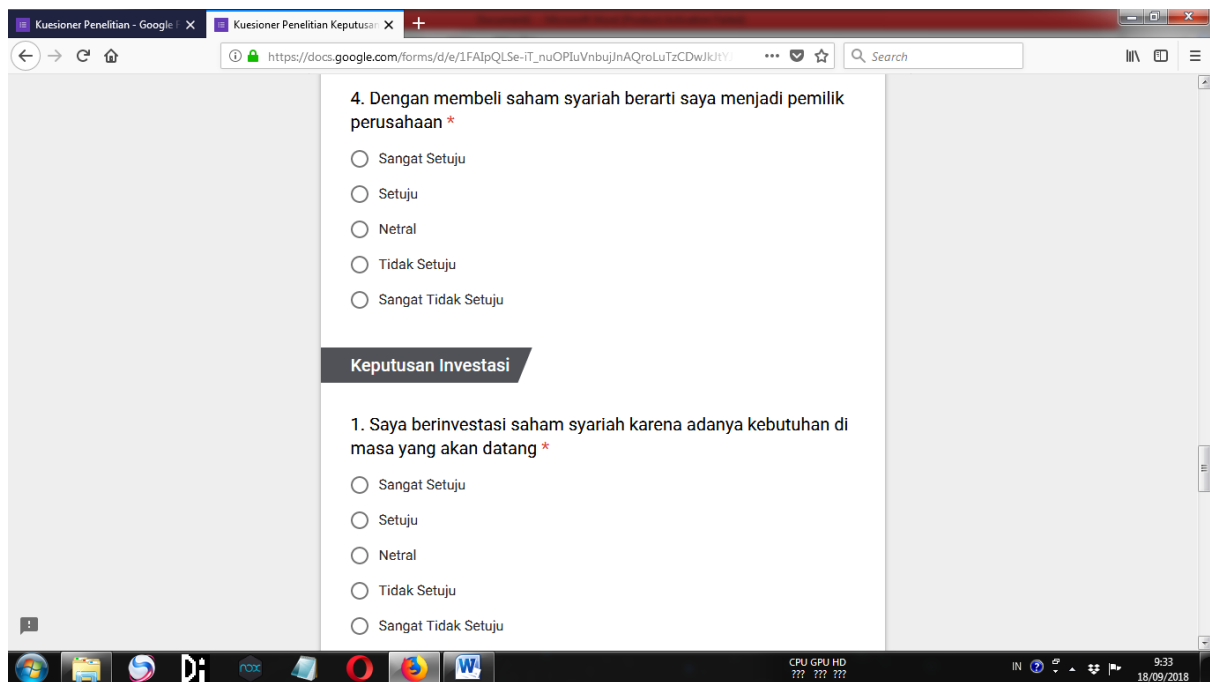 Kuesioner Penelitian - Google F
Kuesioner Penelitian Keputusan
https://docs.google.com/forms/d/e/1FAIpQLSe-iT_nuOPIuVnbujJnAQroLuTzCDwJkJtY
Search
4. Dengan membeli saham syariah berarti saya menjadi pemilik
perusahaan *
Sangat Setuju
Setuju
Netral
Tidak Setuju
Sangat Tidak Setuju
Keputusan Investasi
1. Saya berinvestasi saham syariah karena adanya kebutuhan di
masa yang akan datang *
Sangat Setuju
Setuju
Netral
Tidak Setuju
Sangat Tidak Setuju
nox
CPU GPU HD
??? ??? ???
IN
9:33
18/09/2018